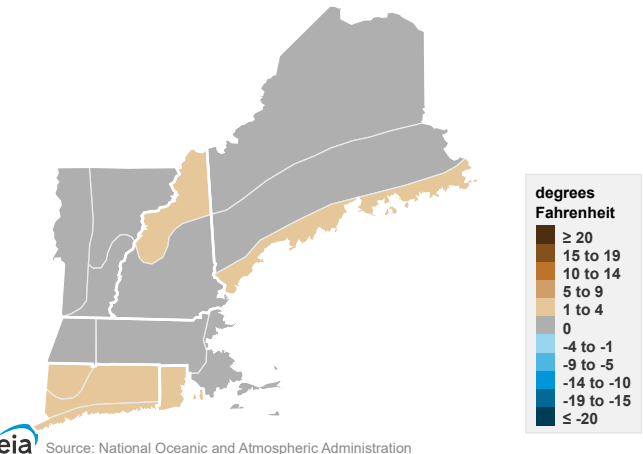 degrees
Fahrenheit
≥ 20
15 to 19
10 to 14
5 to 9
1 to 4
0
-4 to -1
-9 to -5
-14 to -10
-19 to -15
≤ -20
eia
Source: National Oceanic and Atmospheric Administration